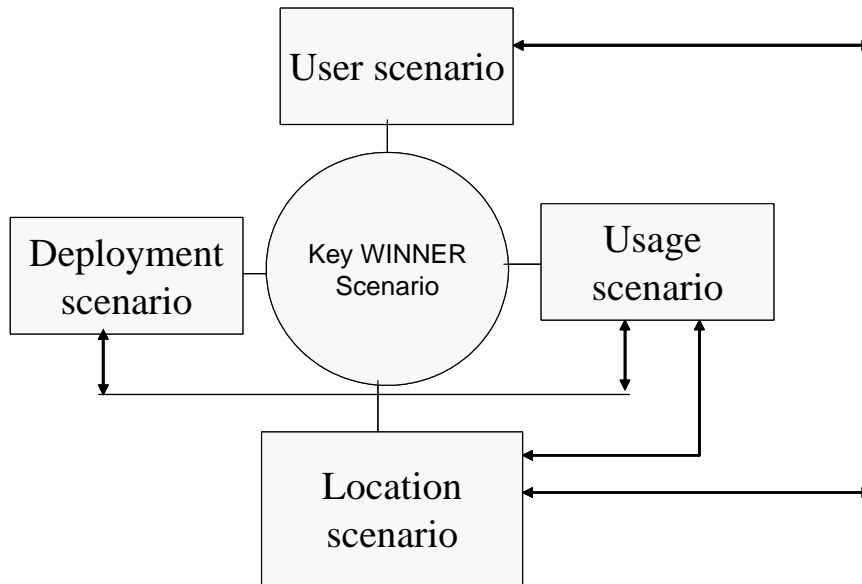 User scenario
Deployment
scenario
Key WINNER
Scenario
Usage
scenario
Location
scenario